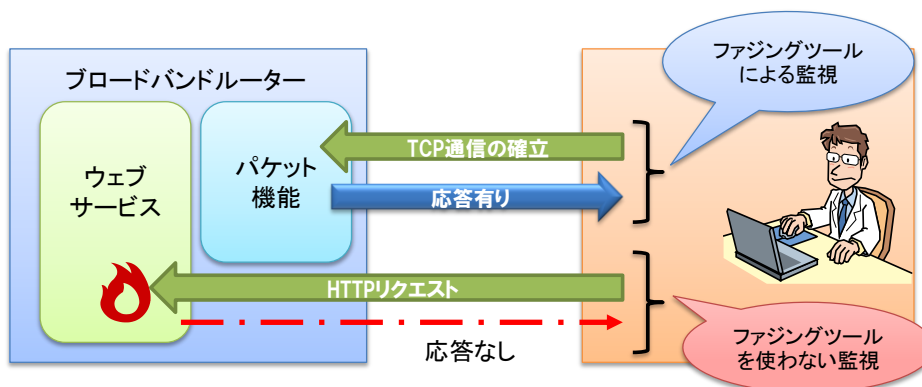 ブロードバンドルーター
ウェブ
サービス
パケット
機能
TCP通信の確立
応答有り
HTTPリクエスト
応答なし
ファジングツール
による監視
ファジングツール
を使わない監視